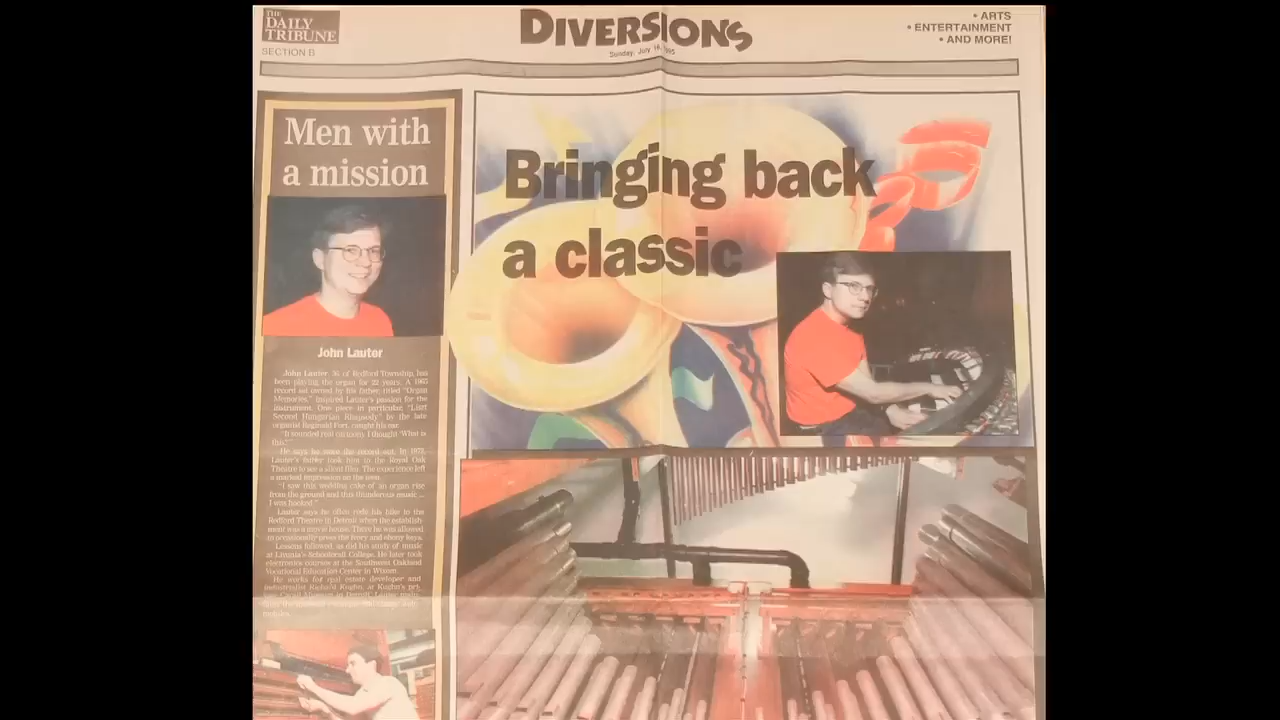 THE
DAILY
TRIBUNE
SECTION B
DIVERSIONS
Sunday, July
• ARTS
• ENTERTAINMENT
• AND MORE!
Men with
a mission
Bringing back
a classic
John Lauter
John Lauter, 36, of Redford Township, has
been playing the organ for 22 years. A 1960
record set owned by his father, titled "Organ
Memories," inspired Lauter's passion for the
instrument. One piece in particular, "Liszt
Second Hungarian Rhapsody" by the late
organist Reginald Fort, caught his ear.
"It sounded real orchestra I thought 'What is
this?'"
He says he wore the record out. In 1972,
Lauter's father took him to the Royal Oak
Theatre to see a silent film. The experience left
a marked impression on the teen.
"I saw this wedding cake of an organ rise
from the ground and this thunderous music ...
I was hooked."
Lauter says he often rode his bike to the
Redford Theatre in Detroit when the establish-
ment was a movie house. There he was allowed
to occasionally press the ivory and ebony keys.
Lessons followed, as did his study of music
at Livonia's Schoolcraft College. He later took
electronics courses at the Southwest Oakland
Vocational Education Center in Wixom.
He works for real estate developer and
industrialist Richard Kughn, at Kughn's pri-